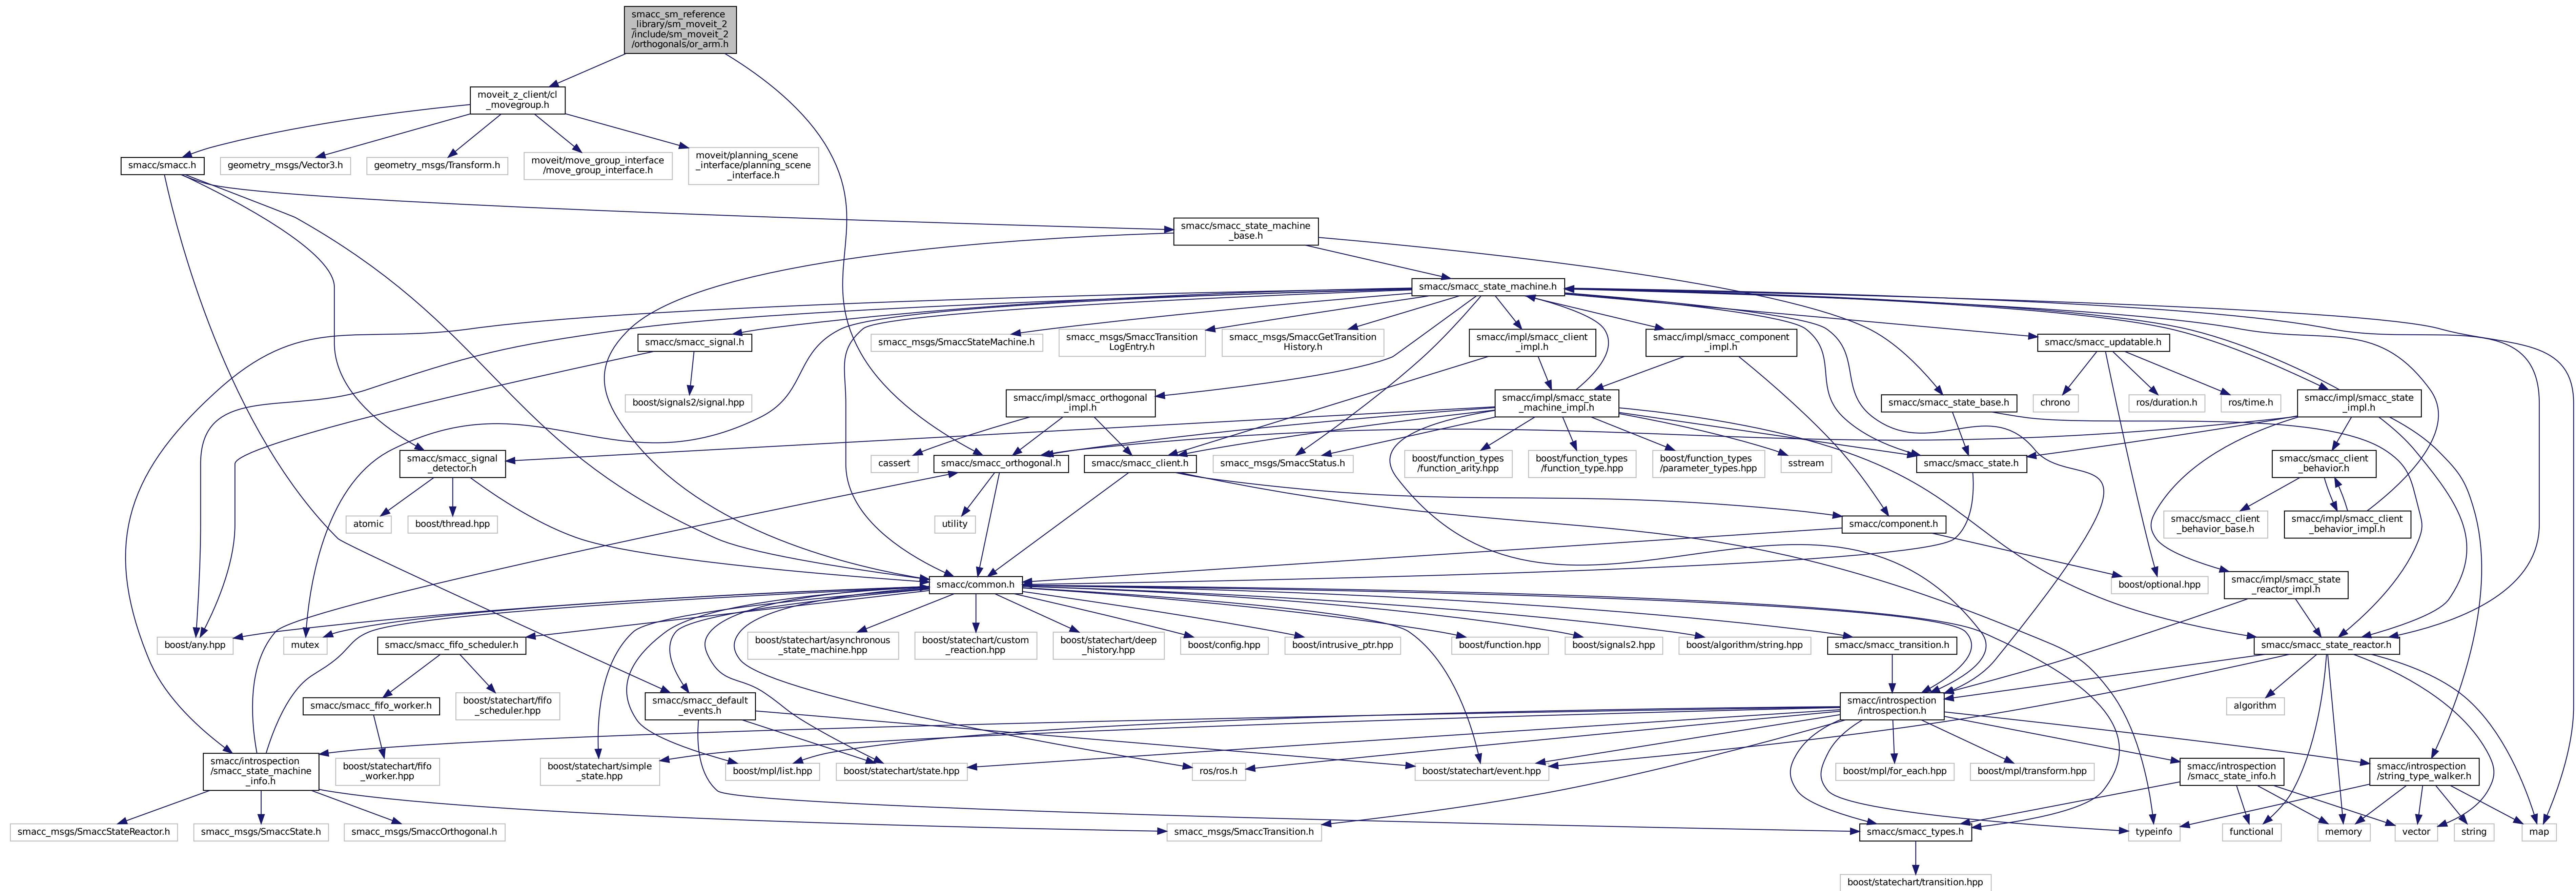 smacc_sm_reference
_library/sm_moveit_2
/include/sm_moveit_2
/orthogonals/or_arm.h
moveit_z_client/cl
_movegroup.h
smacc/smacc.h
geometry_msgs/Vector3.h
geometry_msgs/Transform.h
moveit/move_group_interface
/move_group_interface.h
moveit/planning_scene
_interface/planning_scene
_interface.h
smacc/smacc_state_machine
_base.h
smacc/smacc_state_machine.h
smacc/smacc_signal.h
smacc_msgs/SmaccStateMachine.h
smacc_msgs/SmaccTransition
LogEntry.h
smacc_msgs/SmaccGetTransition
History.h
smacc/impl/smacc_client
_impl.h
smacc/impl/smacc_component
_impl.h
smacc/smacc_updatable.h
boost/signals2/signal.hpp
smacc/impl/smacc_orthogonal
_impl.h
smacc/impl/smacc_state
_machine_impl.h
smacc/smacc_state_base.h
chrono
ros/duration.h
ros/time.h
smacc/impl/smacc_state
_impl.h
smacc/smacc_signal
_detector.h
cassert
smacc/smacc_orthogonal.h
smacc/smacc_client.h
smacc_msgs/SmaccStatus.h
boost/function_types
/function_arity.hpp
boost/function_types
/function_type.hpp
boost/function_types
/parameter_types.hpp
sstream
smacc/smacc_state.h
smacc/smacc_client
_behavior.h
atomic
boost/thread.hpp
utility
smacc/component.h
smacc/smacc_client
_behavior_base.h
smacc/impl/smacc_client
_behavior_impl.h
smacc/common.h
boost/optional.hpp
smacc/impl/smacc_state
_reactor_impl.h
boost/any.hpp
mutex
smacc/smacc_fifo_scheduler.h
boost/statechart/asynchronous
_state_machine.hpp
boost/statechart/custom
_reaction.hpp
boost/statechart/deep
_history.hpp
boost/config.hpp
boost/intrusive_ptr.hpp
boost/function.hpp
boost/signals2.hpp
boost/algorithm/string.hpp
smacc/smacc_transition.h
smacc/smacc_state_reactor.h
smacc/smacc_fifo_worker.h
boost/statechart/fifo
_scheduler.hpp
smacc/smacc_default
_events.h
smacc/introspection
/introspection.h
algorithm
smacc/introspection
/smacc_state_machine
_info.h
boost/statechart/fifo
_worker.hpp
boost/statechart/simple
_state.hpp
boost/mpl/list.hpp
boost/statechart/state.hpp
ros/ros.h
boost/statechart/event.hpp
boost/mpl/for_each.hpp
boost/mpl/transform.hpp
smacc/introspection
/smacc_state_info.h
smacc/introspection
/string_type_walker.h
smacc_msgs/SmaccStateReactor.h
smacc_msgs/SmaccState.h
smacc_msgs/SmaccOrthogonal.h
smacc_msgs/SmaccTransition.h
smacc/smacc_types.h
typeinfo
functional
memory
vector
string
map
boost/statechart/transition.hpp